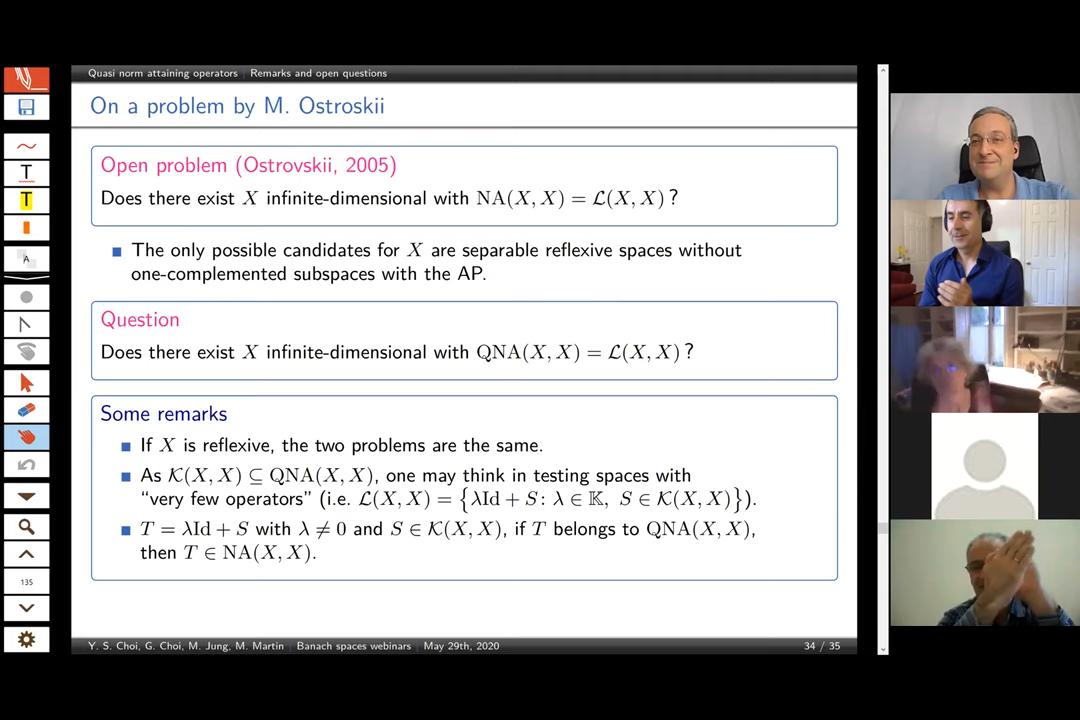 Quasi norm attaining operators | Remarks and open questions
On a problem by M. Ostroskii
Open problem (Ostrovskii, 2005)
Does there exist X infinite-dimensional with NA(X, X) = ℒ(X, X)?
The only possible candidates for X are separable reflexive spaces without
one-complemented subspaces with the AP.
Question
Does there exist X infinite-dimensional with QNA(X, X) = ℒ(X, X)?
Some remarks
If X is reflexive, the two problems are the same.
As 𝒦(X, X) ⊆ QNA(X, X), one may think in testing spaces with
“very few operators” (i.e. ℒ(X, X) = {λId + S: λ ∈ 𝕂, S ∈ 𝒦(X, X)}).
T = λId + S with λ ≠ 0 and S ∈ 𝒦(X, X), if T belongs to QNA(X, X),
then T ∈ NA(X, X).
Y. S. Choi, G. Choi, M. Jung, M. Martin | Banach spaces webinars | May 29th, 2020 34 / 35
T
T
A
135